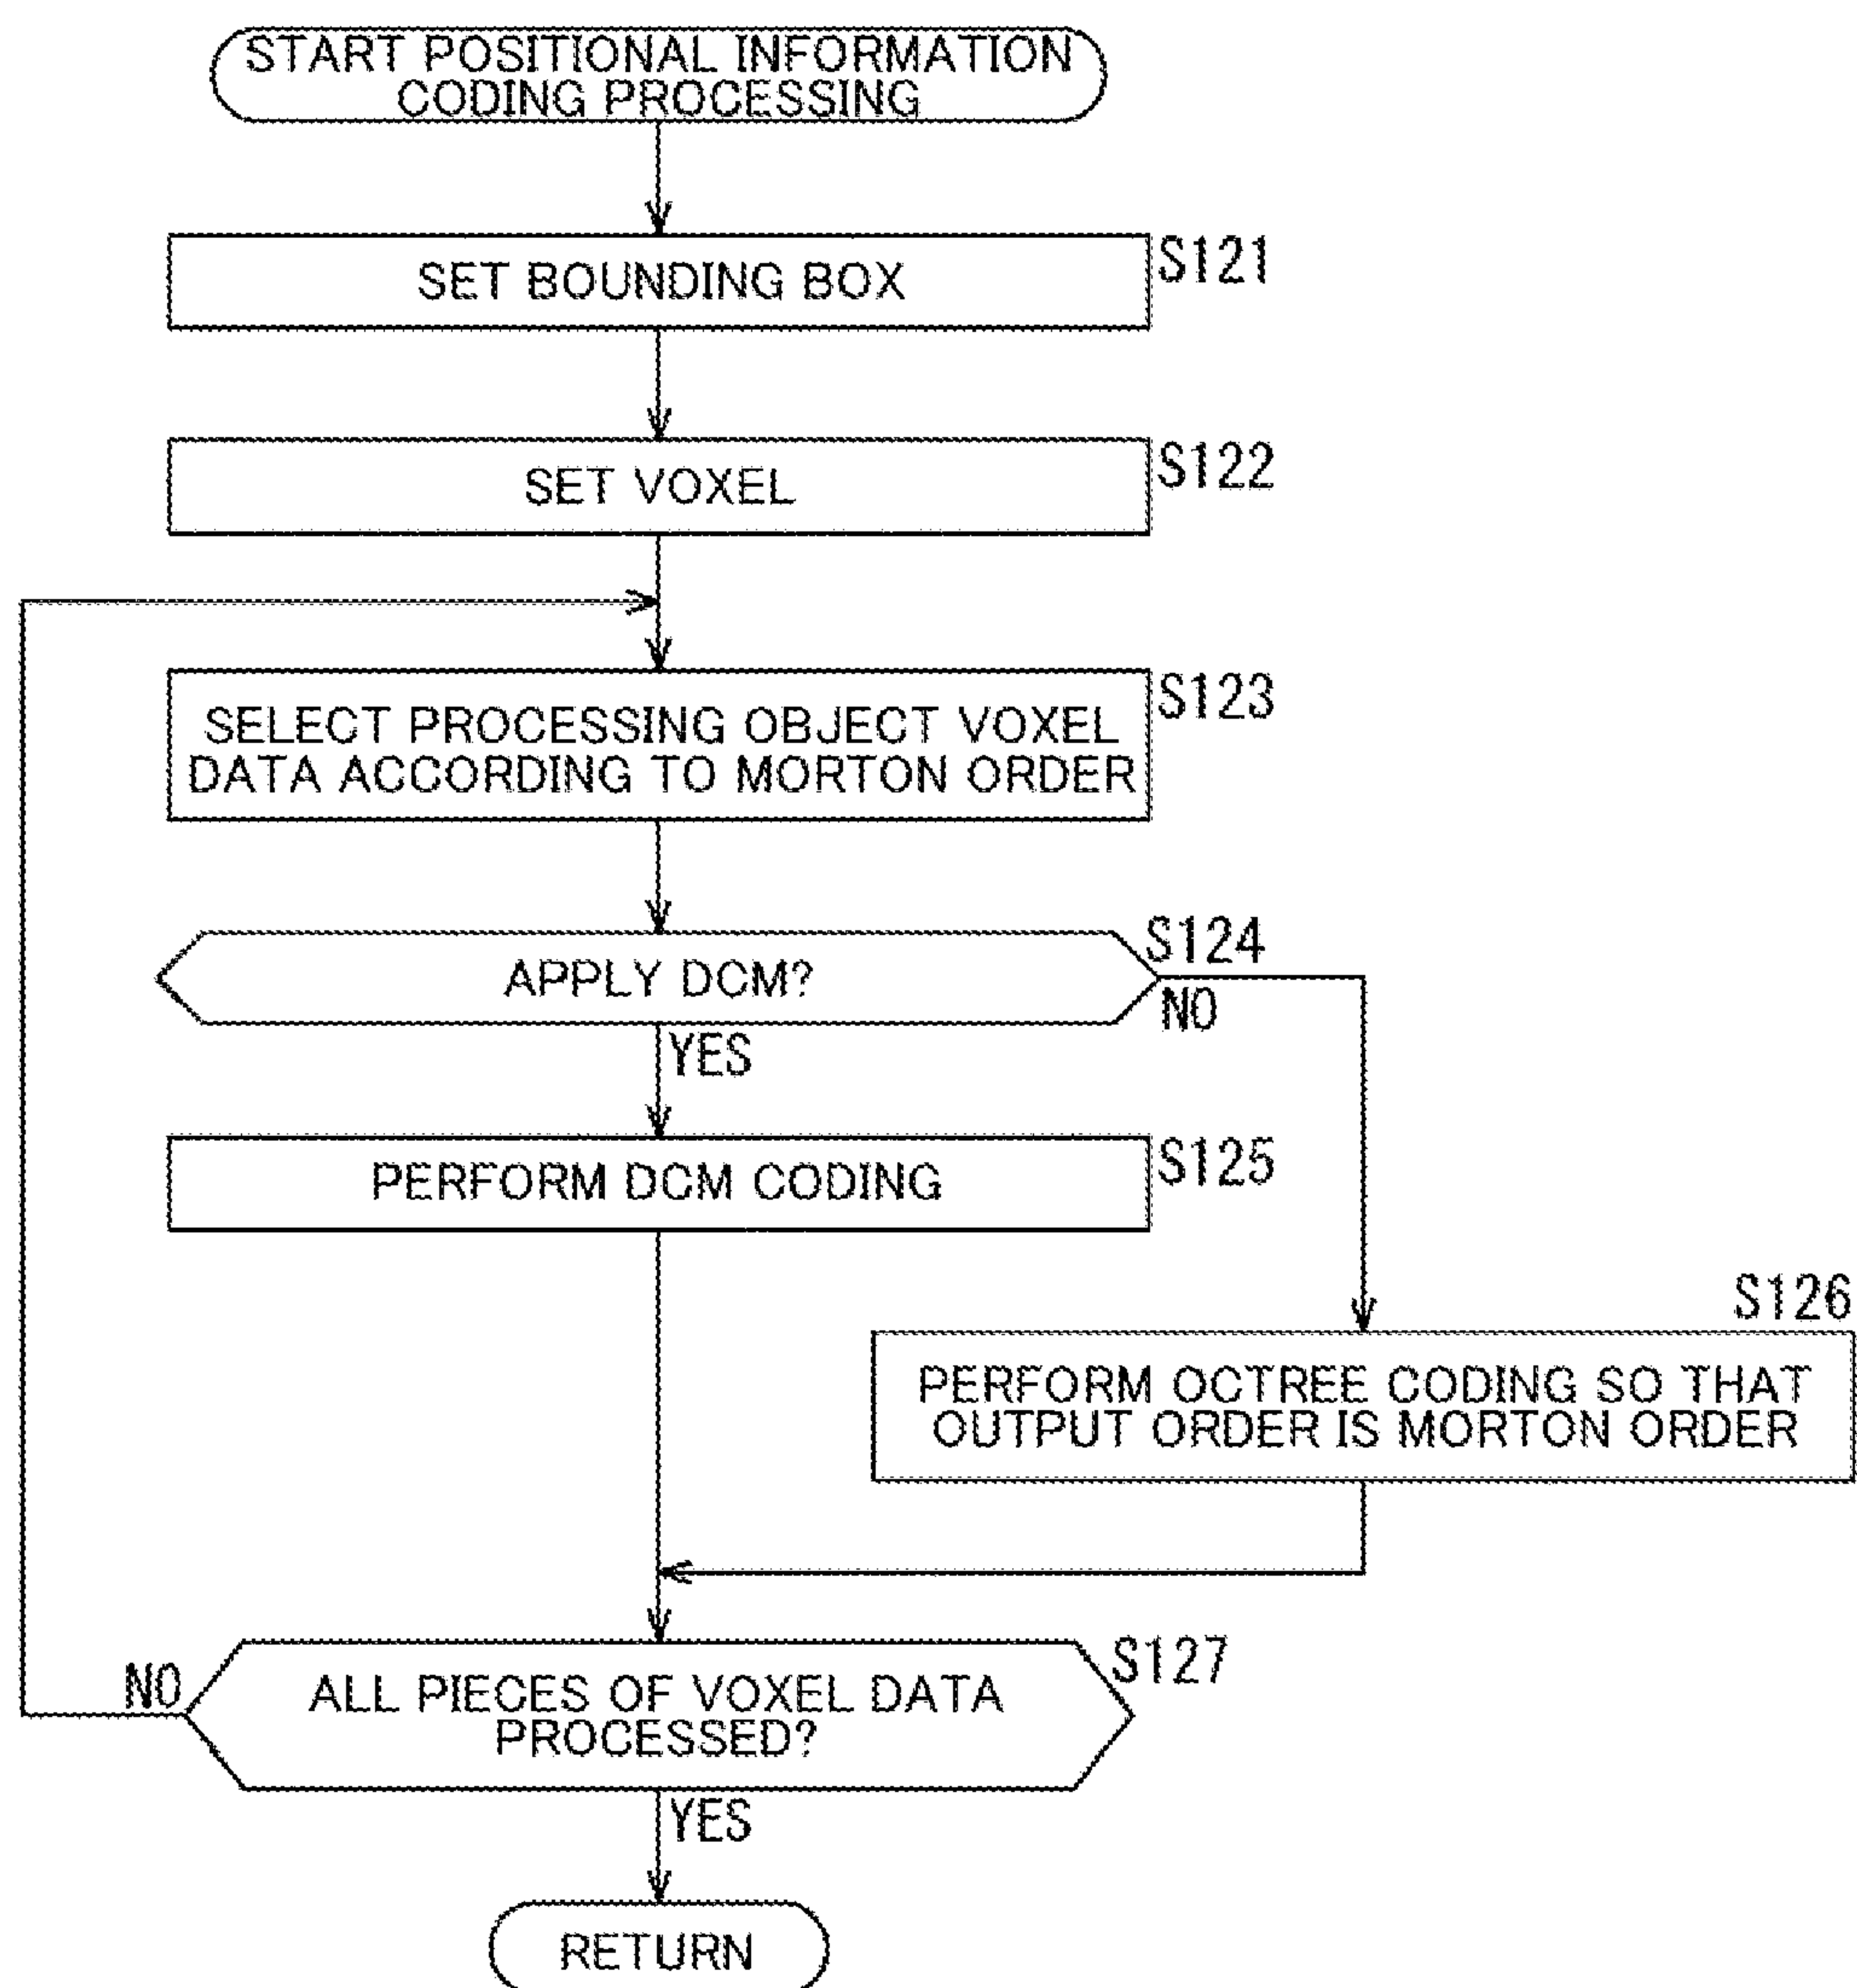 START POSITIONAL INFORMATION
CODING PROCESSING
SET BOUNDING BOX
S121
SET VOXEL
S122
SELECT PROCESSING OBJECT VOXEL
DATA ACCORDING TO MORTON ORDER
S123
APPLY DCM?
S124
NO
YES
PERFORM DCM CODING
S125
S126
PERFORM OCTREE CODING SO THAT
OUTPUT ORDER IS MORTON ORDER
NO
ALL PIECES OF VOXEL DATA
PROCESSED?
S127
YES
RETURN